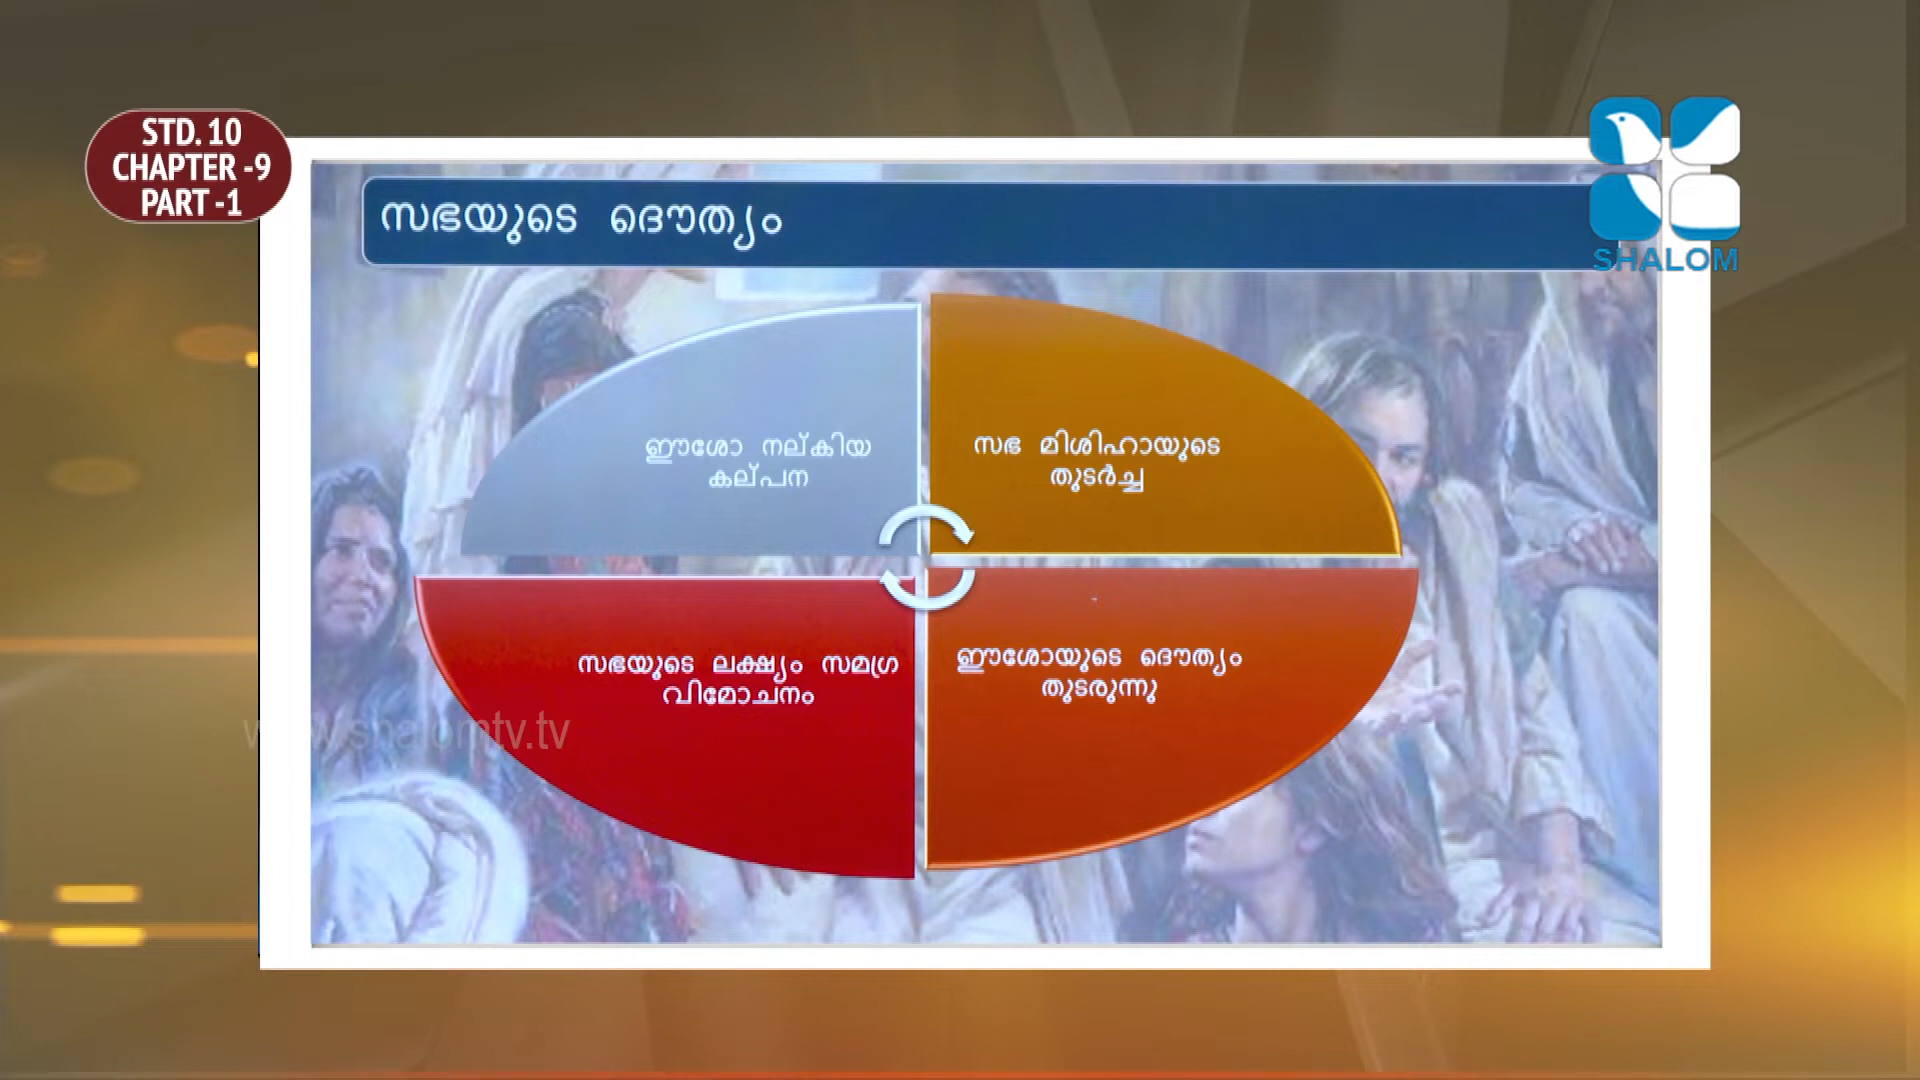 STD. 10
CHAPTER -9
PART -1
SHALOM
സഭയുടെ ദൌത്യം
ഈശോ നല്കിയ
കല്പന
സഭ മിശിഹായുടെ
തുടർച്ച
സഭയുടെ ലക്ഷ്യം സമഗ്ര
വിമോചനം
ഈശോയുടെ ദൌത്യം
തുടരുന്നു
www.shalomtv.tv